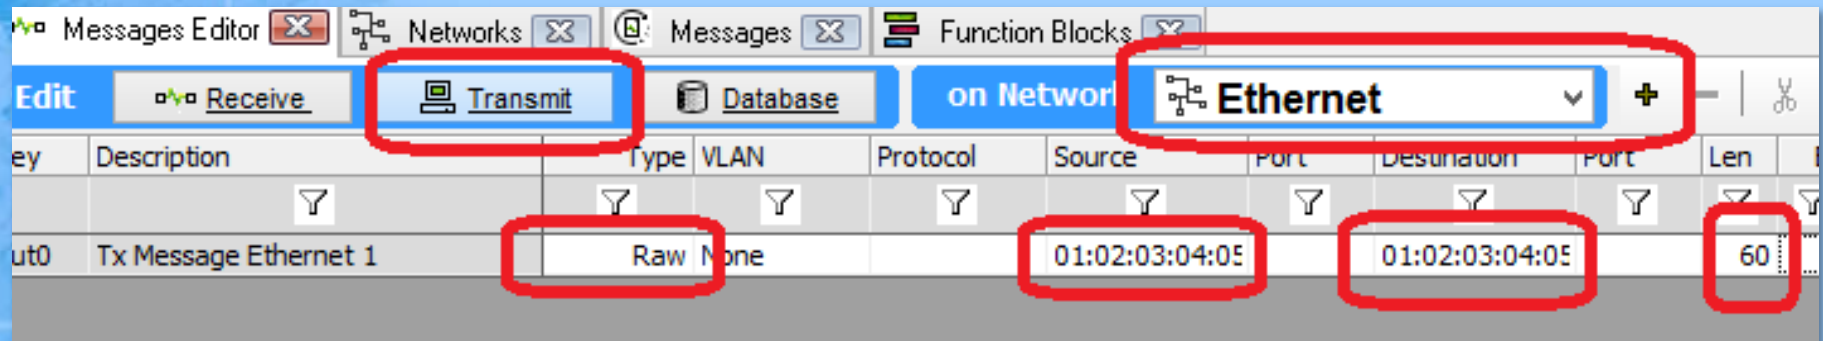 Messages Editor Networks Messages Function Blocks
Edit Receive Transmit Database on Network Ethernet
ey Description Type VLAN Protocol Source Port Destination Port Len
ut0 Tx Message Ethernet 1 Raw None 01:02:03:04:05 01:02:03:04:05 60